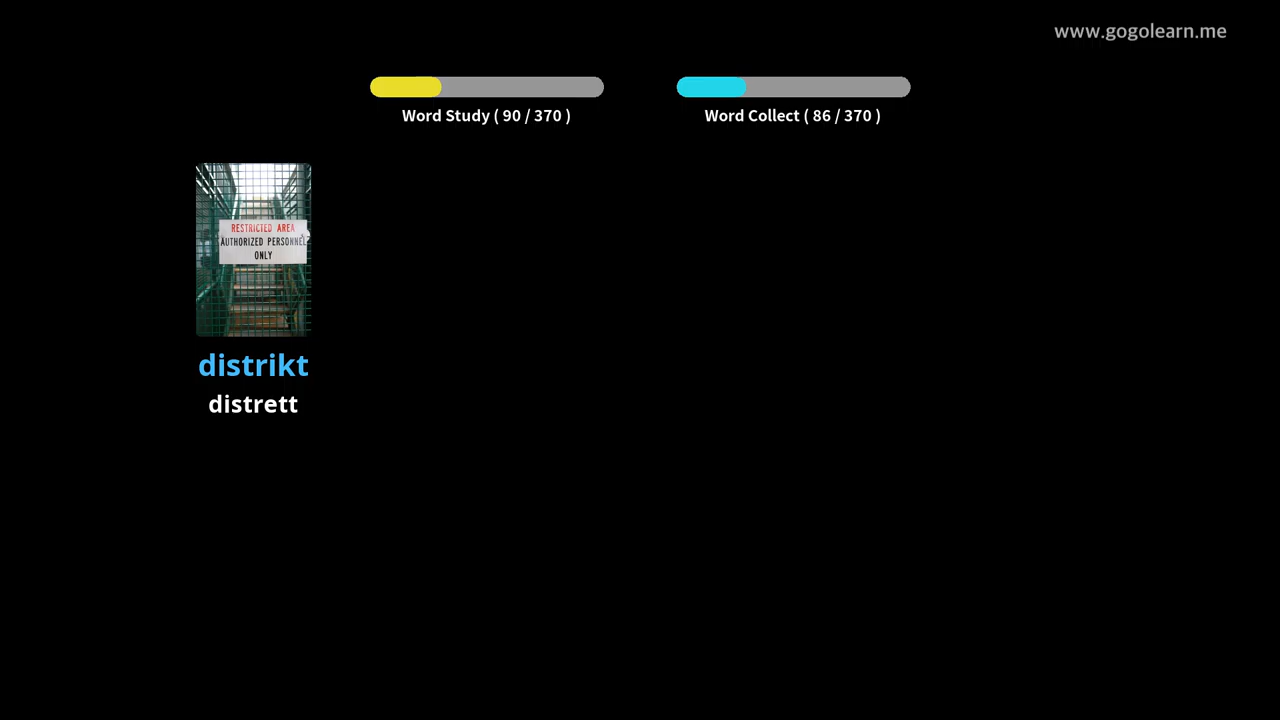 www.gogolearn.me
Word Study ( 90 / 370 )
Word Collect ( 86 / 370 )
RESTRICTED AREA
AUTHORIZED PERSONNEL
ONLY
distrikt
distrett